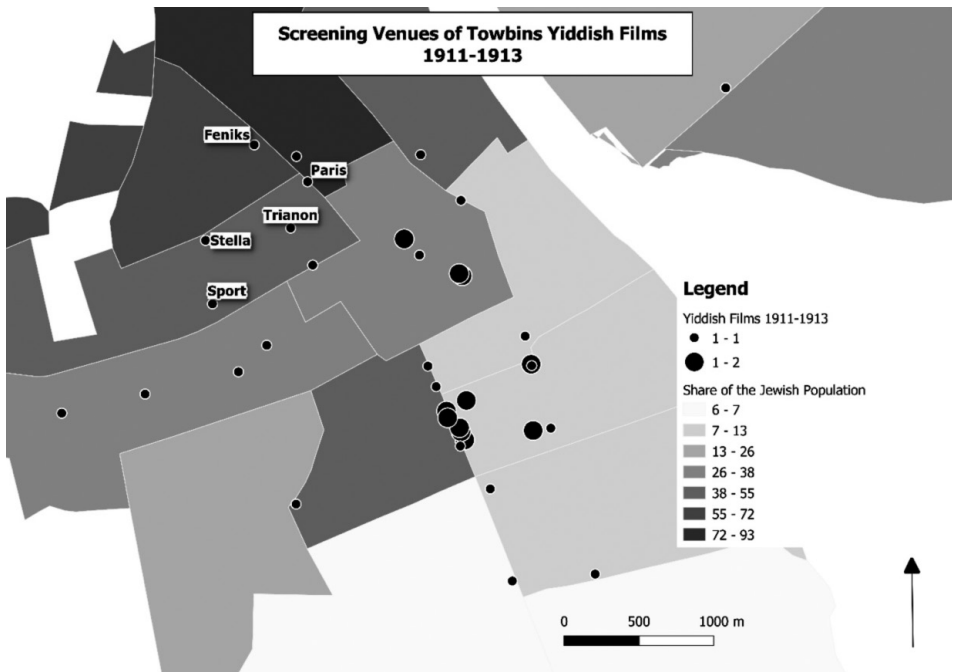 Screening Venues of Towbins Yiddish Films
1911-1913
Feniks
Paris
Trianon
Stella
Sport
Legend
Yiddish Films 1911-1913
1 - 1
1 - 2
Share of the Jewish Population
6 - 7
7 - 13
13 - 26
26 - 38
38 - 55
55 - 72
72 - 93
0 500 1000 m